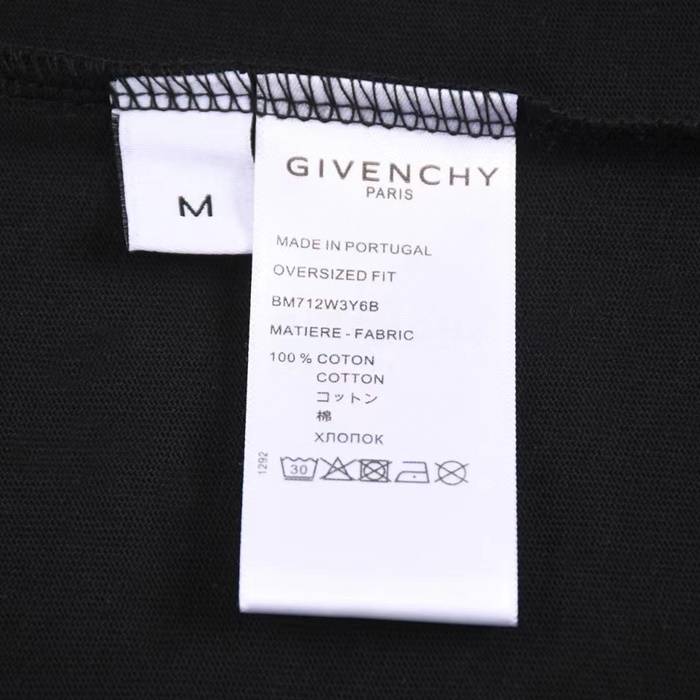 M
GIVENCHY
PARIS
MADE IN PORTUGAL
OVERSIZED FIT
BM712W3Y6B
MATIERE - FABRIC
100 % COTON
COTTON
コットン
棉
ХЛОПОК
1292
30